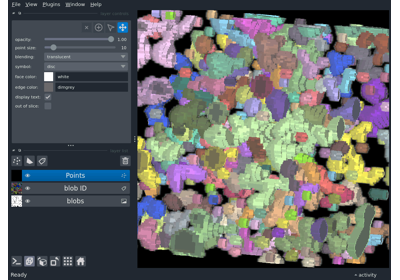 File View Plugins Window Help
opacity: 1.00
point size: 10
blending: translucent
symbol: disc
face color: white
edge color: dimgrey
display text:
out of slice:
Points
blob ID
blobs
Ready
activity